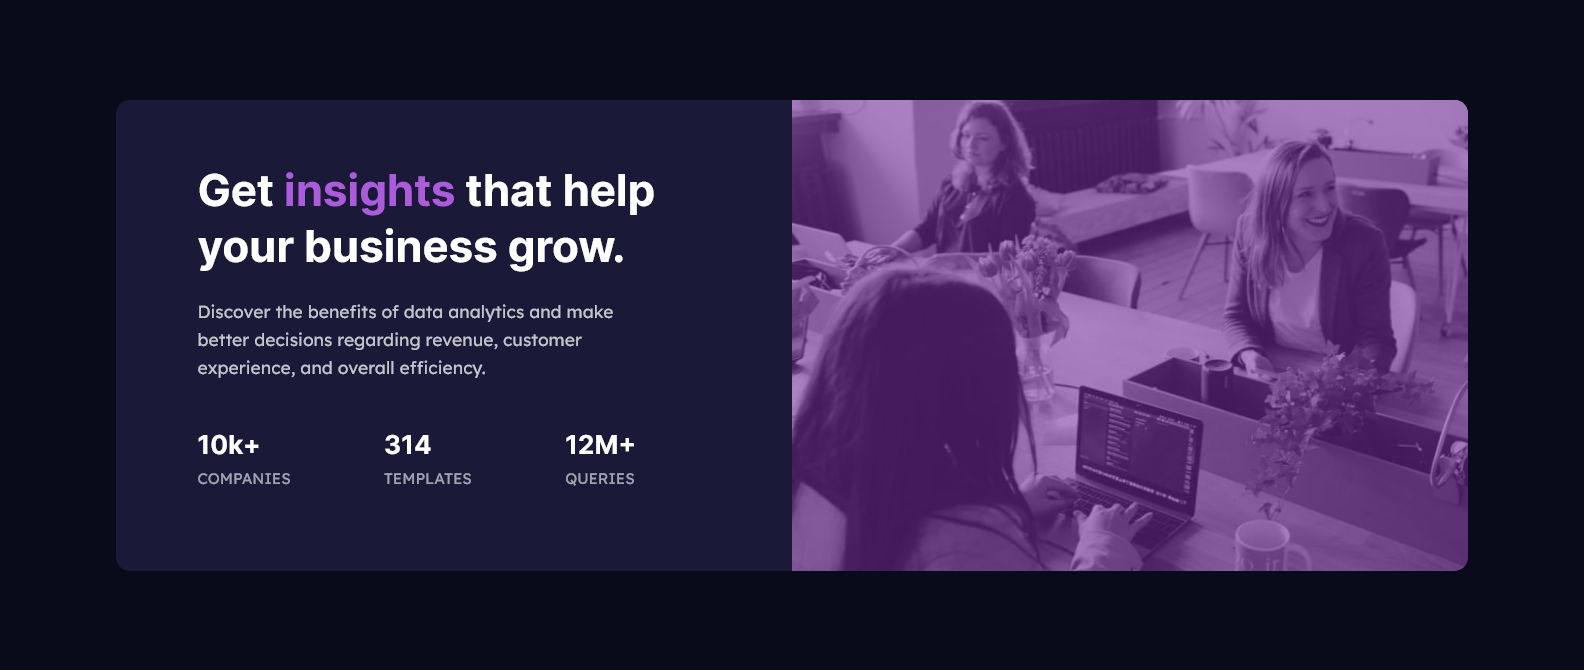 Get insights that help
your business grow.
Discover the benefits of data analytics and make
better decisions regarding revenue, customer
experience, and overall efficiency.
10k+ 314 12M+
COMPANIES TEMPLATES QUERIES